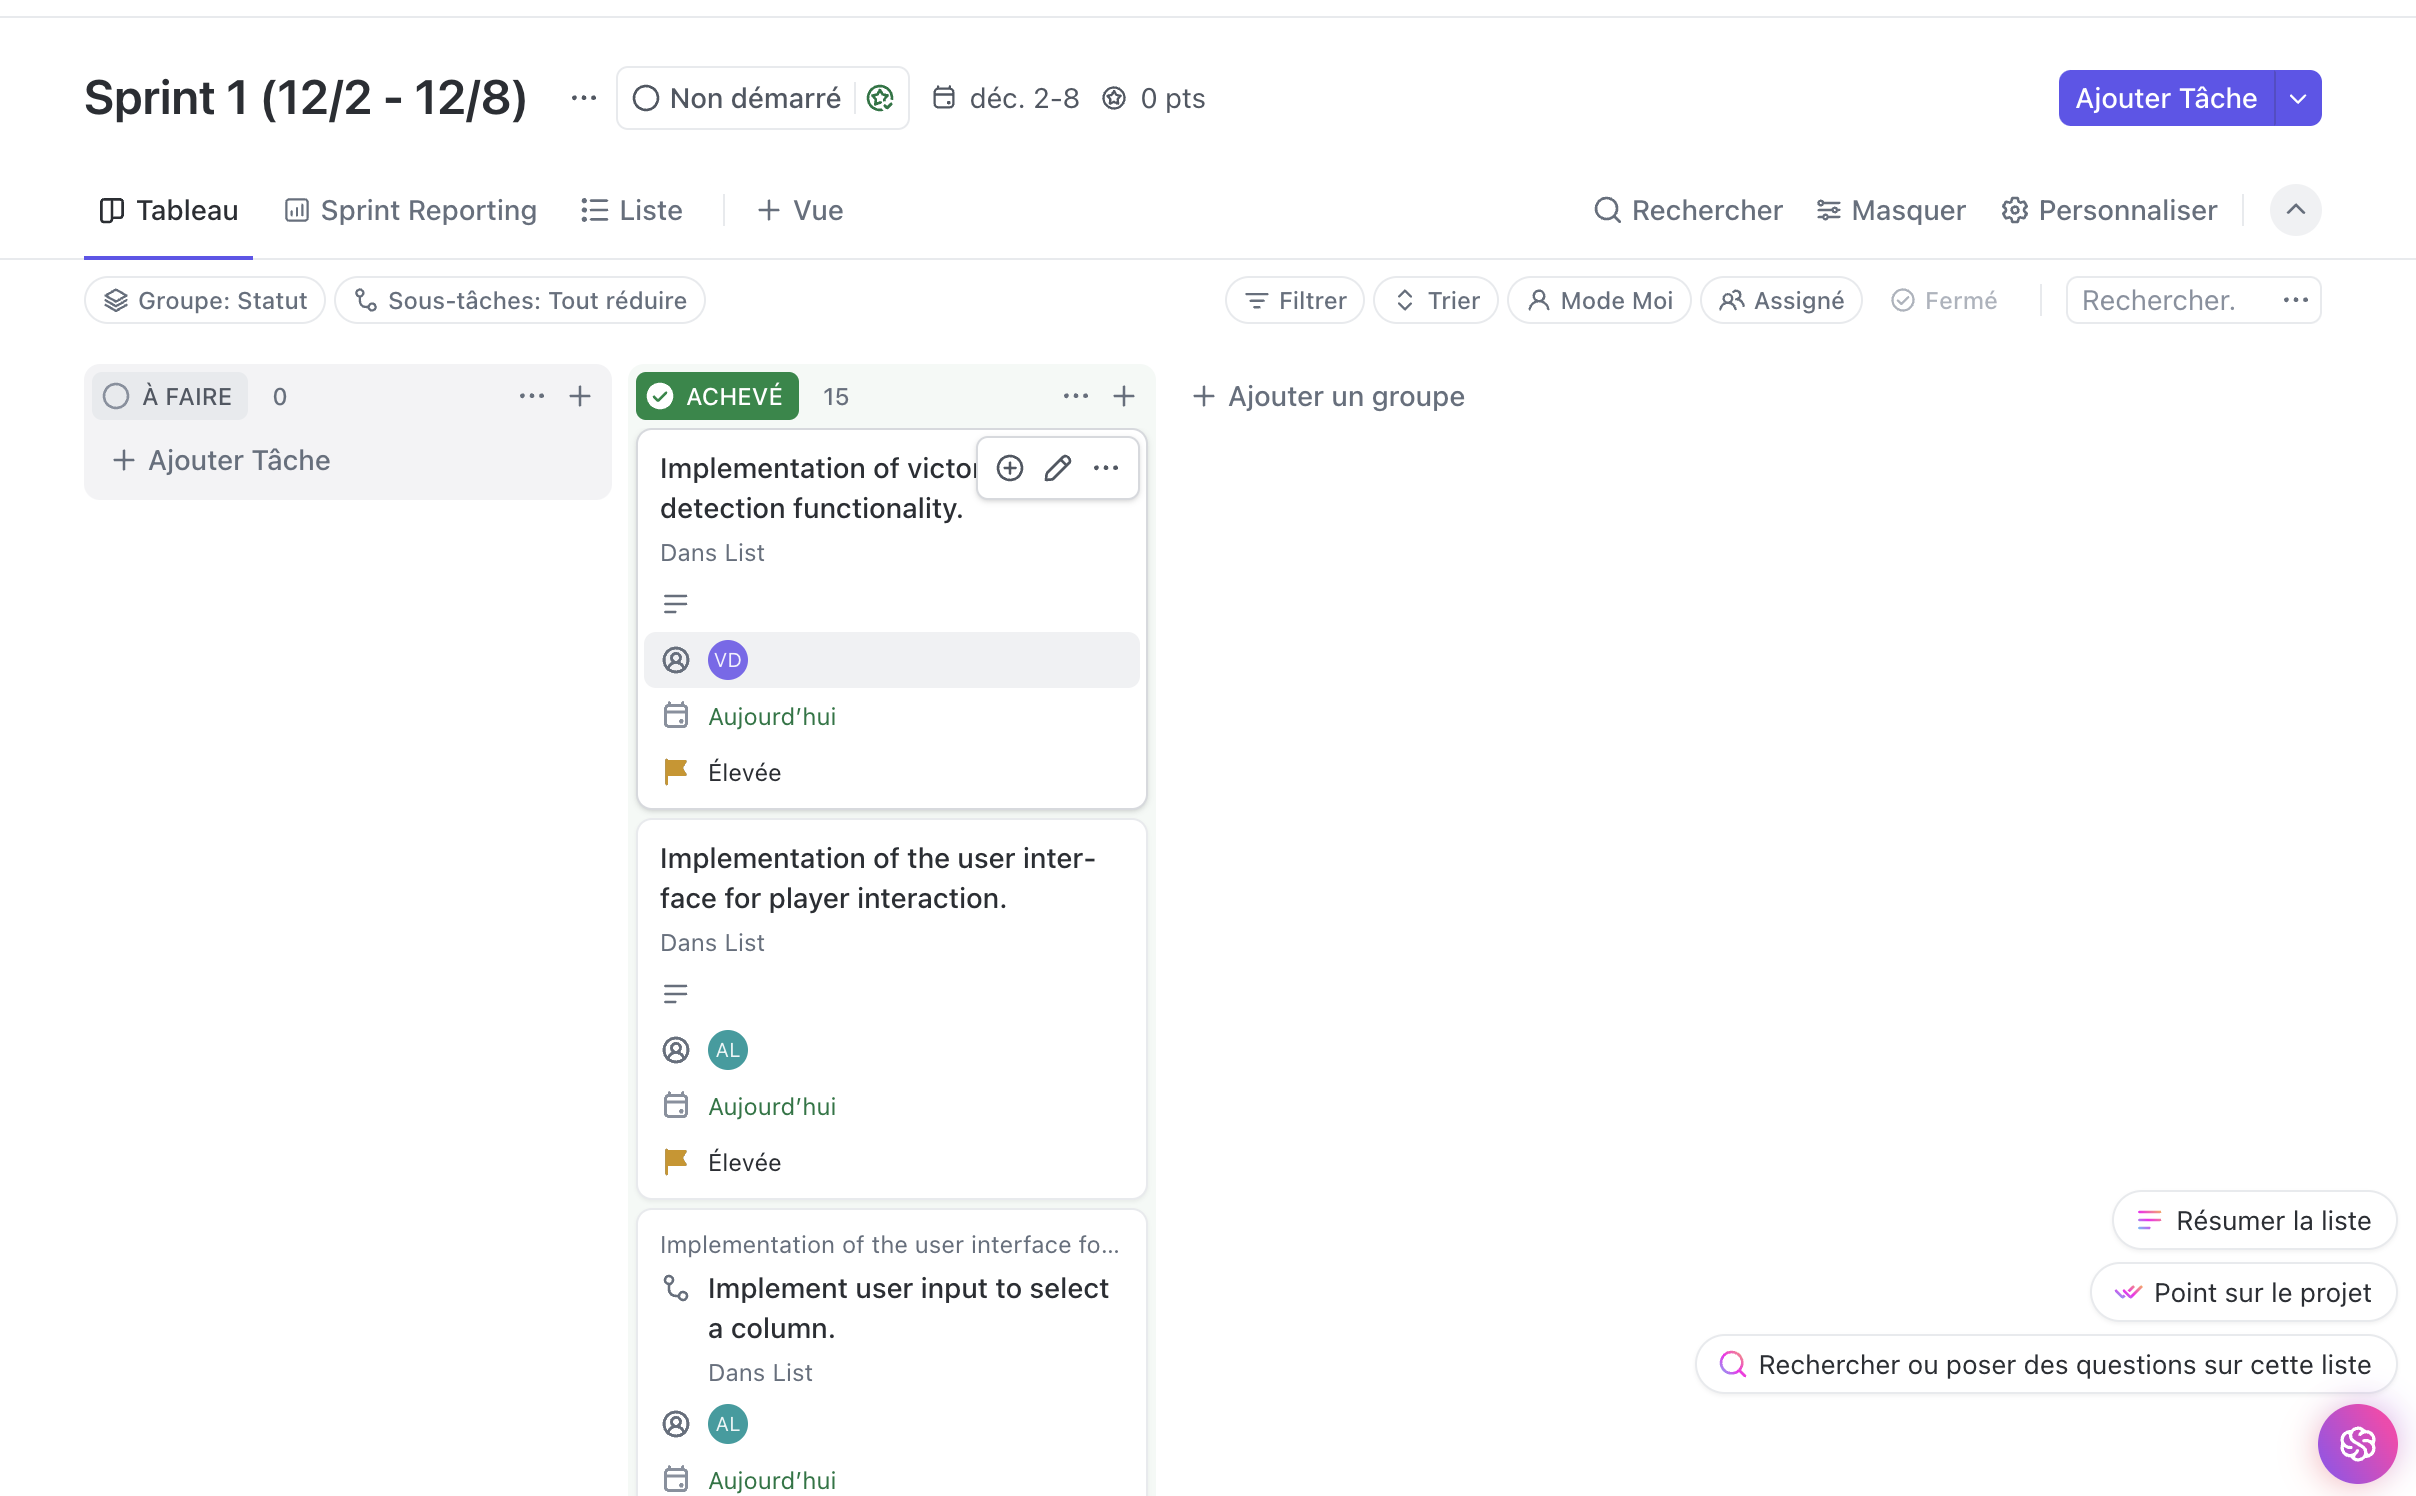 Sprint 1 (12/2 - 12/8)
Non démarré
déc. 2-8
0 pts
Ajouter Tâche
Tableau
Sprint Reporting
Liste
Vue
Rechercher
Masquer
Personnaliser
Groupe: Statut
Sous-tâches: Tout réduire
Filtrer
Trier
Mode Moi
Assigné
Fermé
Rechercher.
À FAIRE 0
Ajouter Tâche
ACHEVÉ 15
Implementation of victor
detection functionality.
Dans List
VD
Aujourd'hui
Élevée
Implementation of the user inter-
face for player interaction.
Dans List
AL
Aujourd'hui
Élevée
Implementation of the user interface fo...
Implement user input to select
a column.
Dans List
AL
Aujourd'hui
Ajouter un groupe
Résumer la liste
Point sur le projet
Rechercher ou poser des questions sur cette liste